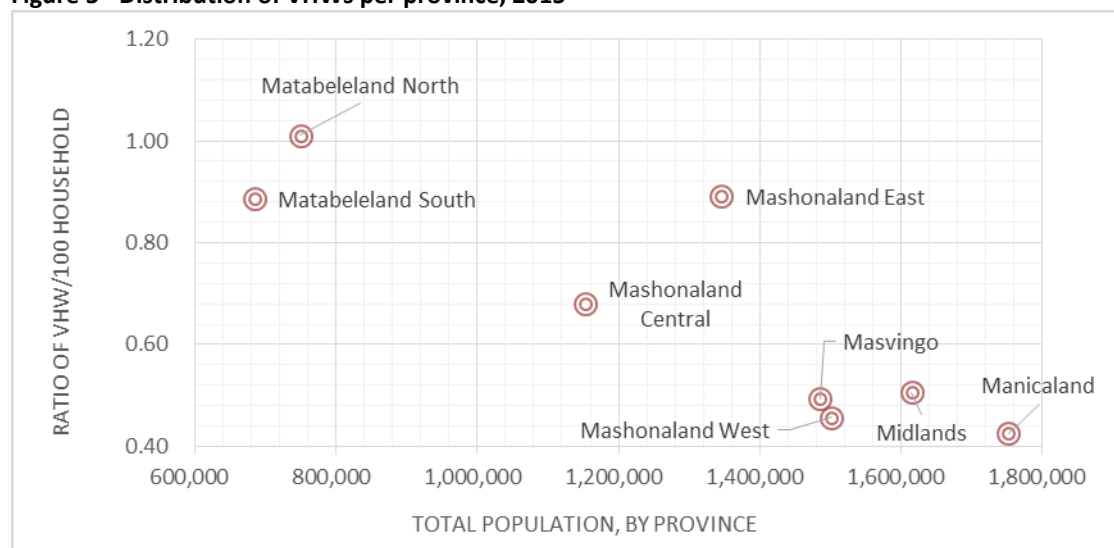 Figure - Distribution of VHWs per province,
1.20
Matabeleland North
1.00
Matabeleland South
Mashonaland East
0.80
Mashonaland
Central
0.60
Masvingo
Manicaland
Mashonaland West
Midlands
0.40
600,000 800,000 1,000,000 1,200,000 1,400,000 1,600,000 1,800,000
RATIO OF VHW/100 HOUSEHOLD
TOTAL POPULATION, BY PROVINCE